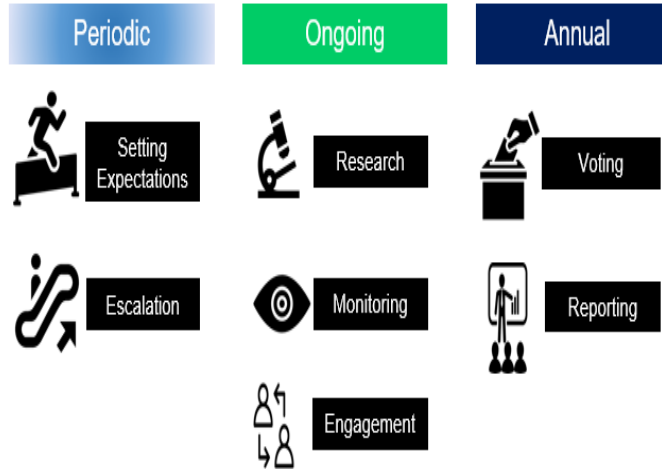 Periodic
Ongoing
Annual
Setting
Expectations
Research
Voting
Escalation
Monitoring
Reporting
Engagement